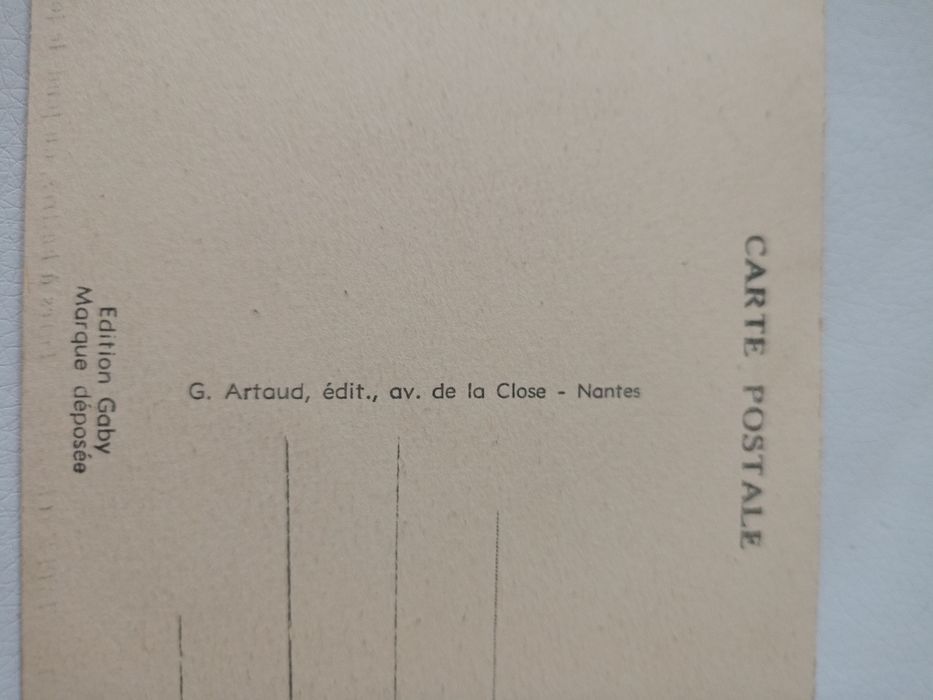 CARTE POSTALE
G. Artaud, édit., av. de la Close - Nantes
Edition Gaby
Marque déposée